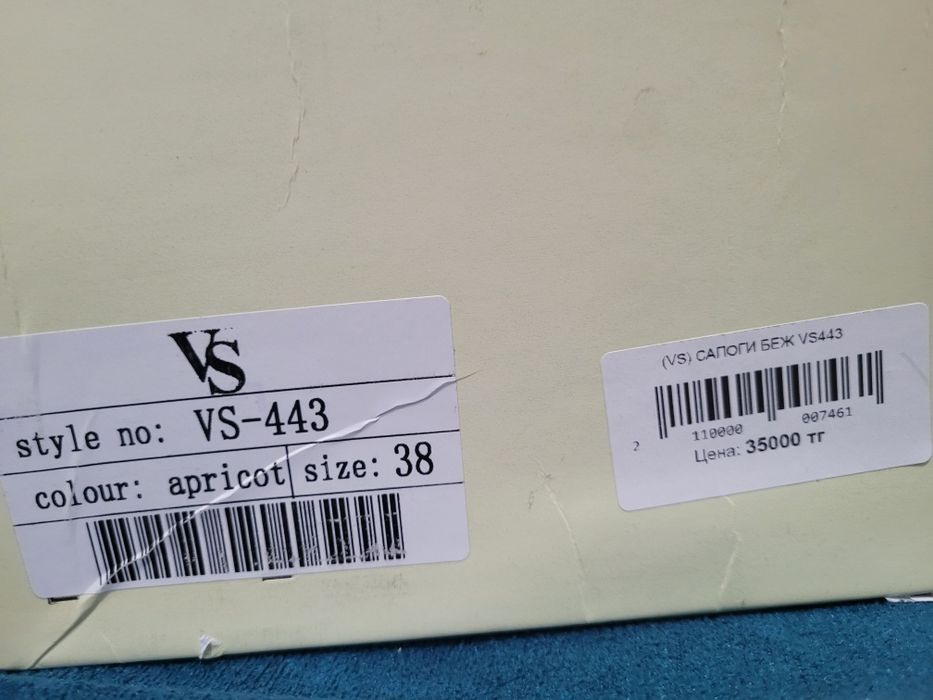 VS
style no: VS-443
colour: apricot size: 38
(VS) САПОГИ БЕЖ VS443
2 110000 007461
Цена: 35000 тг